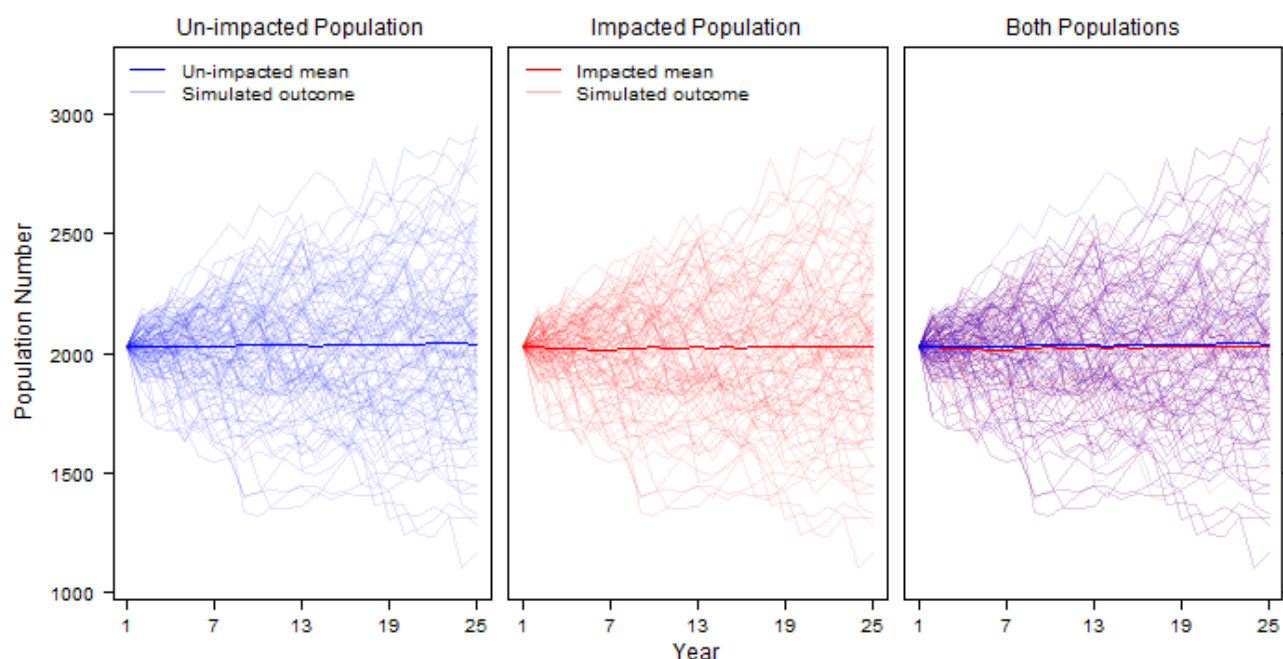 Un-impacted Population
Impacted Population
Both Populations
Un-impacted mean
Simulated outcome
Impacted mean
Simulated outcome
Population Number
3000
2500
2000
1500
1000
1 7 13 19 25
1 7 13 19 25
1 7 13 19 25
Year